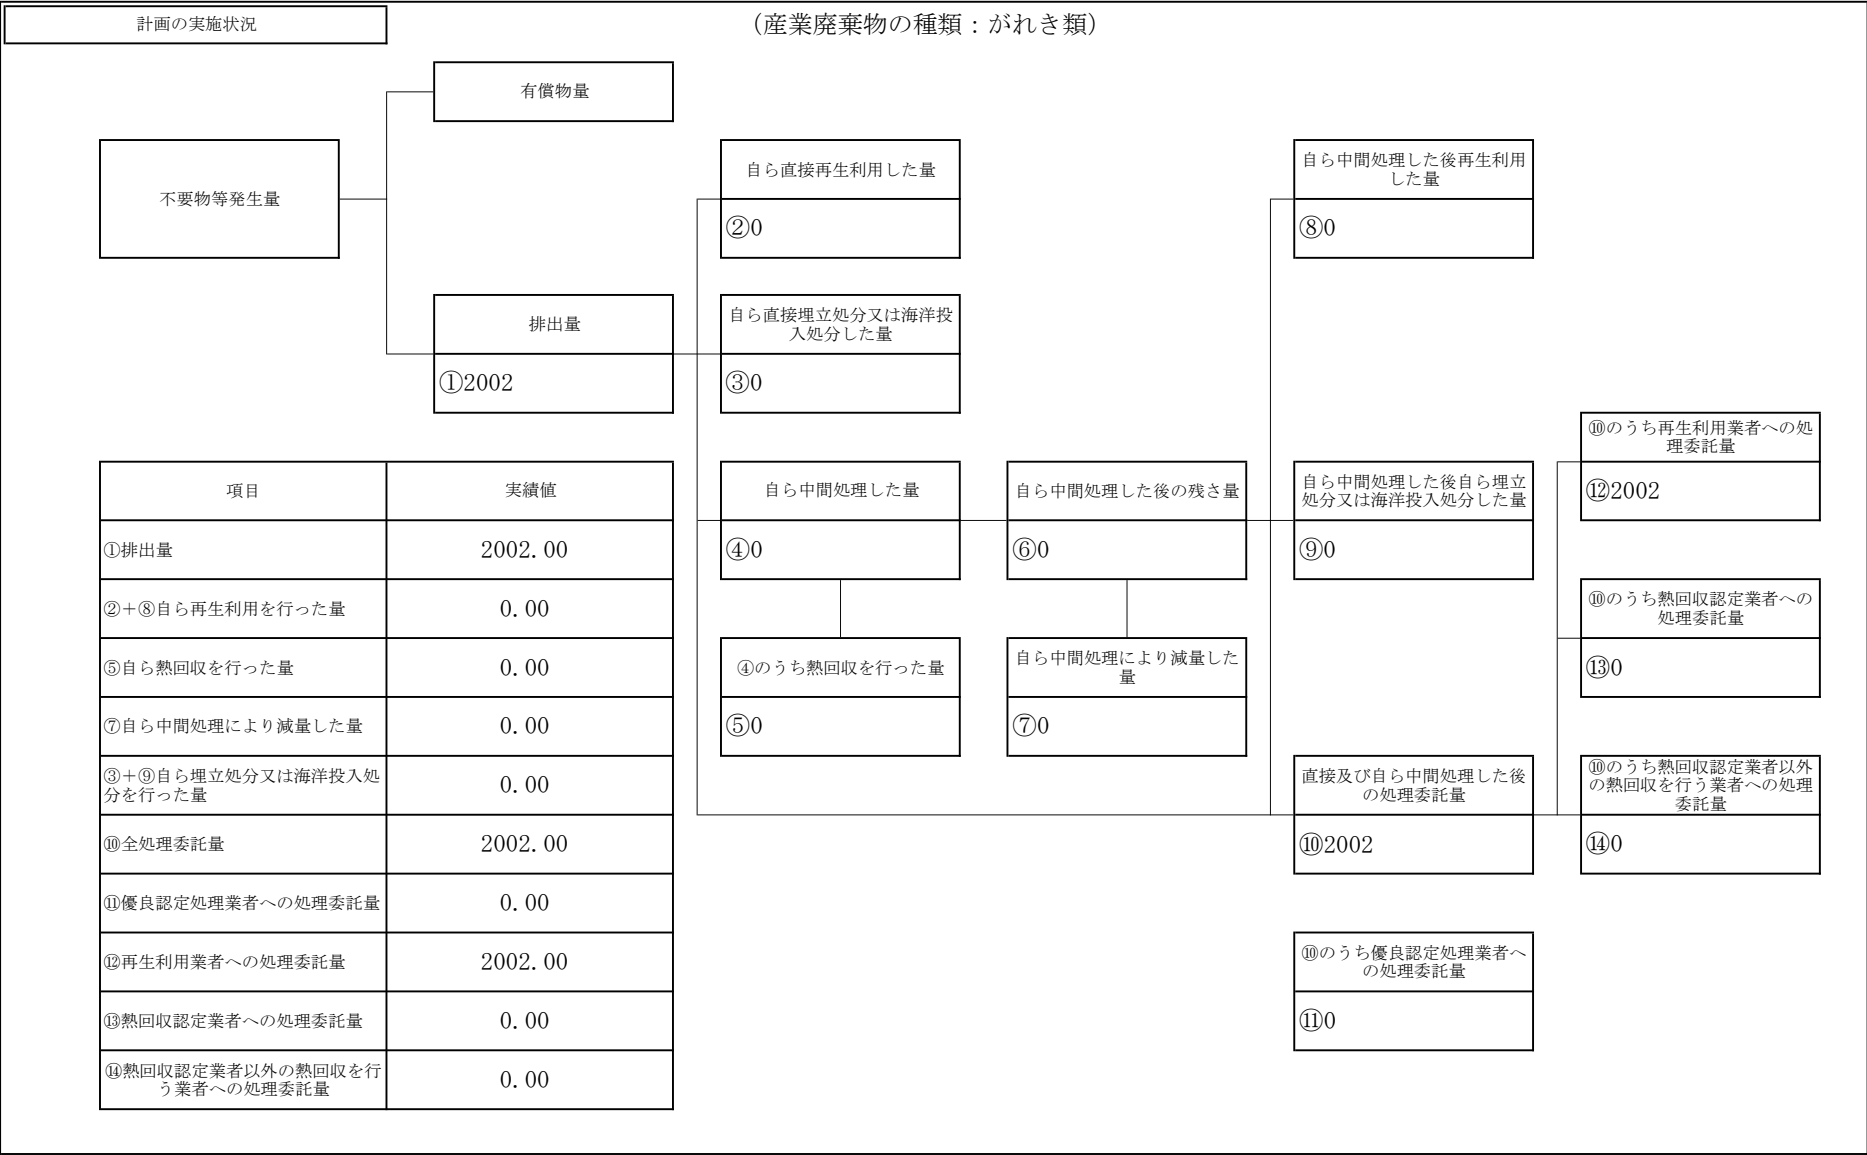 計画の実施状況
（産業廃棄物の種類：がれき類）
有償物量
不要物等発生量
自ら直接再生利用した量
②0
自ら中間処理した後再生利用
した量
⑧0
排出量
①2002
自ら直接埋立処分又は海洋投
入処分した量
③0
項目
実績値
①排出量
2002.00
②＋⑧自ら再生利用を行った量
0.00
⑤自ら熱回収を行った量
0.00
⑦自ら中間処理により減量した量
0.00
③＋⑨自ら埋立処分又は海洋投入処
分を行った量
0.00
⑩全処理委託量
2002.00
⑪優良認定処理業者への処理委託量
0.00
⑫再生利用業者への処理委託量
2002.00
⑬熱回収認定業者への処理委託量
0.00
⑭熱回収認定業者以外の熱回収を行
う業者への処理委託量
0.00
自ら中間処理した量
④0
④のうち熱回収を行った量
⑤0
自ら中間処理した後の残さ量
⑥0
自ら中間処理により減量した
量
⑦0
自ら中間処理した後自ら埋立
処分又は海洋投入処分した量
⑨0
直接及び自ら中間処理した後
の処理委託量
⑩2002
⑩のうち優良認定処理業者へ
の処理委託量
⑪0
⑩のうち再生利用業者への処
理委託量
⑫2002
⑩のうち熱回収認定業者への
処理委託量
⑬0
⑩のうち熱回収認定業者以外
の熱回収を行う業者への処理
委託量
⑭0